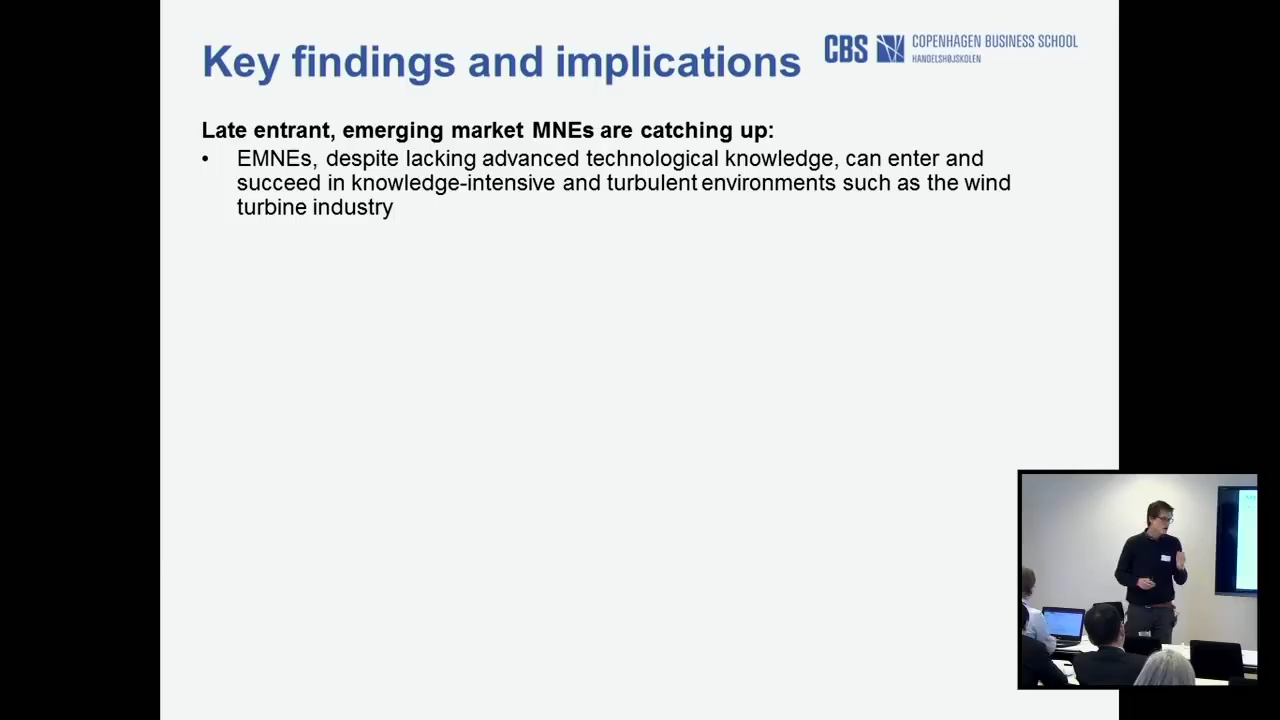 Key findings and implications
CBS COPENHAGEN BUSINESS SCHOOL
HANDELSHØJSKOLEN
Late entrant, emerging market MNEs are catching up:
• EMNEs, despite lacking advanced technological knowledge, can enter and
succeed in knowledge-intensive and turbulent environments such as the wind
turbine industry